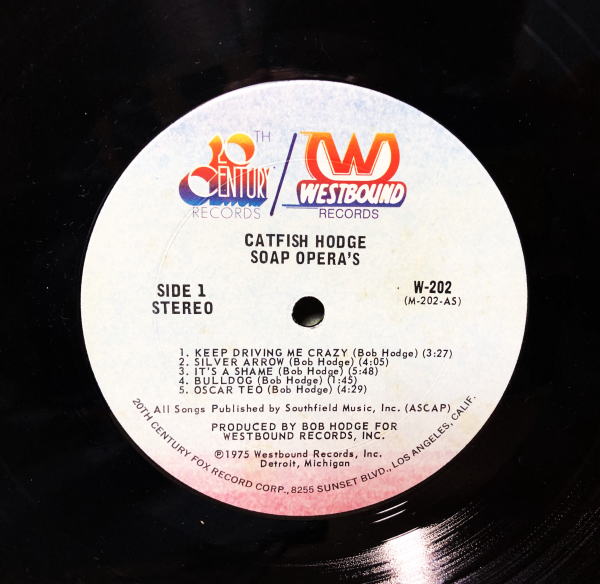 20TH CENTURY RECORDS / W WESTBOUND RECORDS
CATFISH HODGE
SOAP OPERA'S
SIDE 1
STEREO
W-202
(M-202-AS)
1. KEEP DRIVING ME CRAZY (Bob Hodge) (3:27)
2. SILVER ARROW (Bob Hodge) (4:05)
3. IT'S A SHAME (Bob Hodge) (5:48)
4. BULLDOG (Bob Hodge) (1:45)
5. OSCAR TEO (Bob Hodge) (4:29)
All Songs Published by Southfield Music, Inc. (ASCAP)
PRODUCED BY BOB HODGE FOR
WESTBOUND RECORDS, INC.
℗1975 Westbound Records, Inc.
Detroit, Michigan
20TH CENTURY FOX RECORD CORP., 8255 SUNSET BLVD., LOS ANGELES, CALIF.